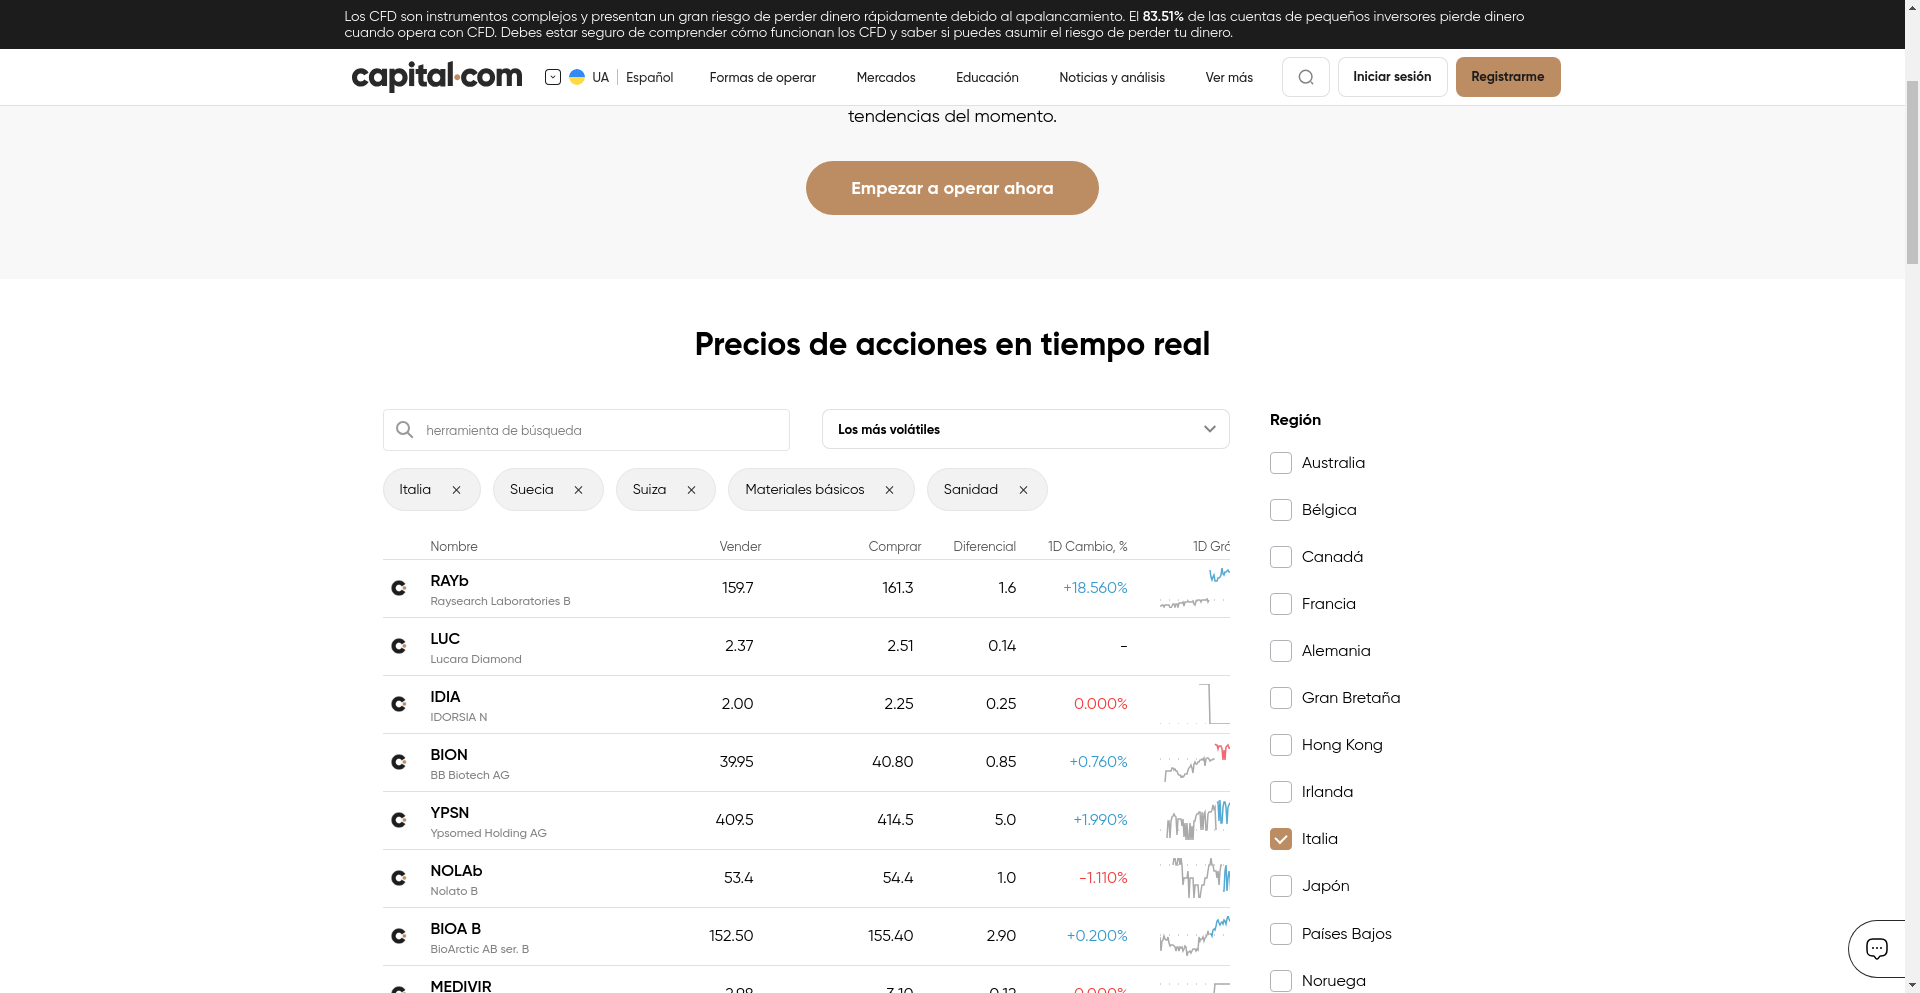 Los CFD son instrumentos complejos y presentan un gran riesgo de perder dinero rápidamente debido al apalancamiento. El 83.51% de las cuentas de pequeños inversores pierde dinero
cuando opera con CFD. Debes estar seguro de comprender cómo funcionan los CFD y saber si puedes asumir el riesgo de perder tu dinero.
capital.com UA Español Formas de operar Mercados Educación Noticias y análisis Ver más Iniciar sesión Registrarme
tendencias del momento.
Empezar a operar ahora
Precios de acciones en tiempo real
herramienta de búsqueda Los más volátiles
Italia Suecia Suiza Materiales básicos Sanidad
Nombre Vender Comprar Diferencial 1D Cambio, % 1D Grá
RAYb 159.7 161.3 1.6 +18.560%
Raysearch Laboratories B
LUC 2.37 2.51 0.14 -
Lucara Diamond
IDIA 2.00 2.25 0.25 0.000%
IDORSIA N
BION 39.95 40.80 0.85 +0.760%
BB Biotech AG
YPSN 409.5 414.5 5.0 +1.990%
Ypsomed Holding AG
NOLAb 53.4 54.4 1.0 -1.110%
Nolato B
BIOA B 152.50 155.40 2.90 +0.200%
BioArctic AB ser. B
MEDIVIR 2.98 3.10 0.12 0.000%
Región
Australia
Bélgica
Canadá
Francia
Alemania
Gran Bretaña
Hong Kong
Irlanda
Italia
Japón
Países Bajos
Noruega